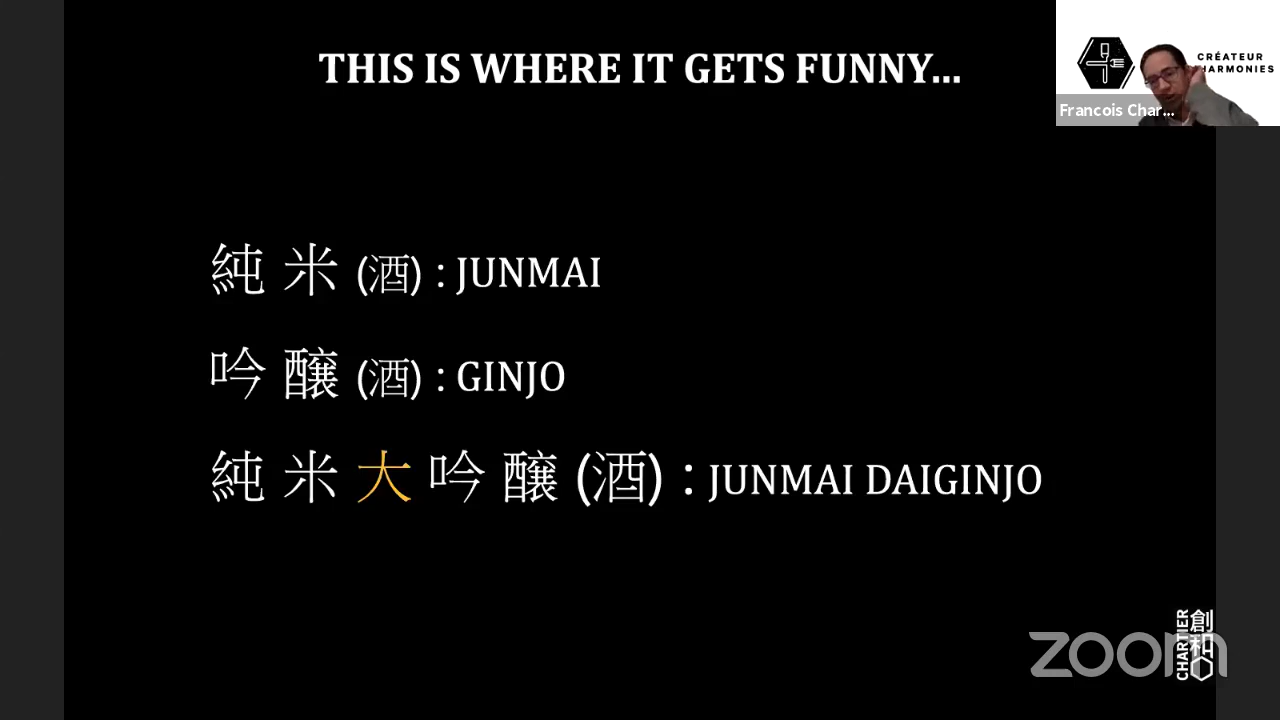 THIS IS WHERE IT GETS FUNNY...
CRÉATEUR
HARMONIES
Francois Char...
純 米 (酒) : JUNMAI
吟 醸 (酒) : GINJO
純 米 大 吟 醸 (酒) : JUNMAI DAIGINJO
CHARTIER
創和
zoom